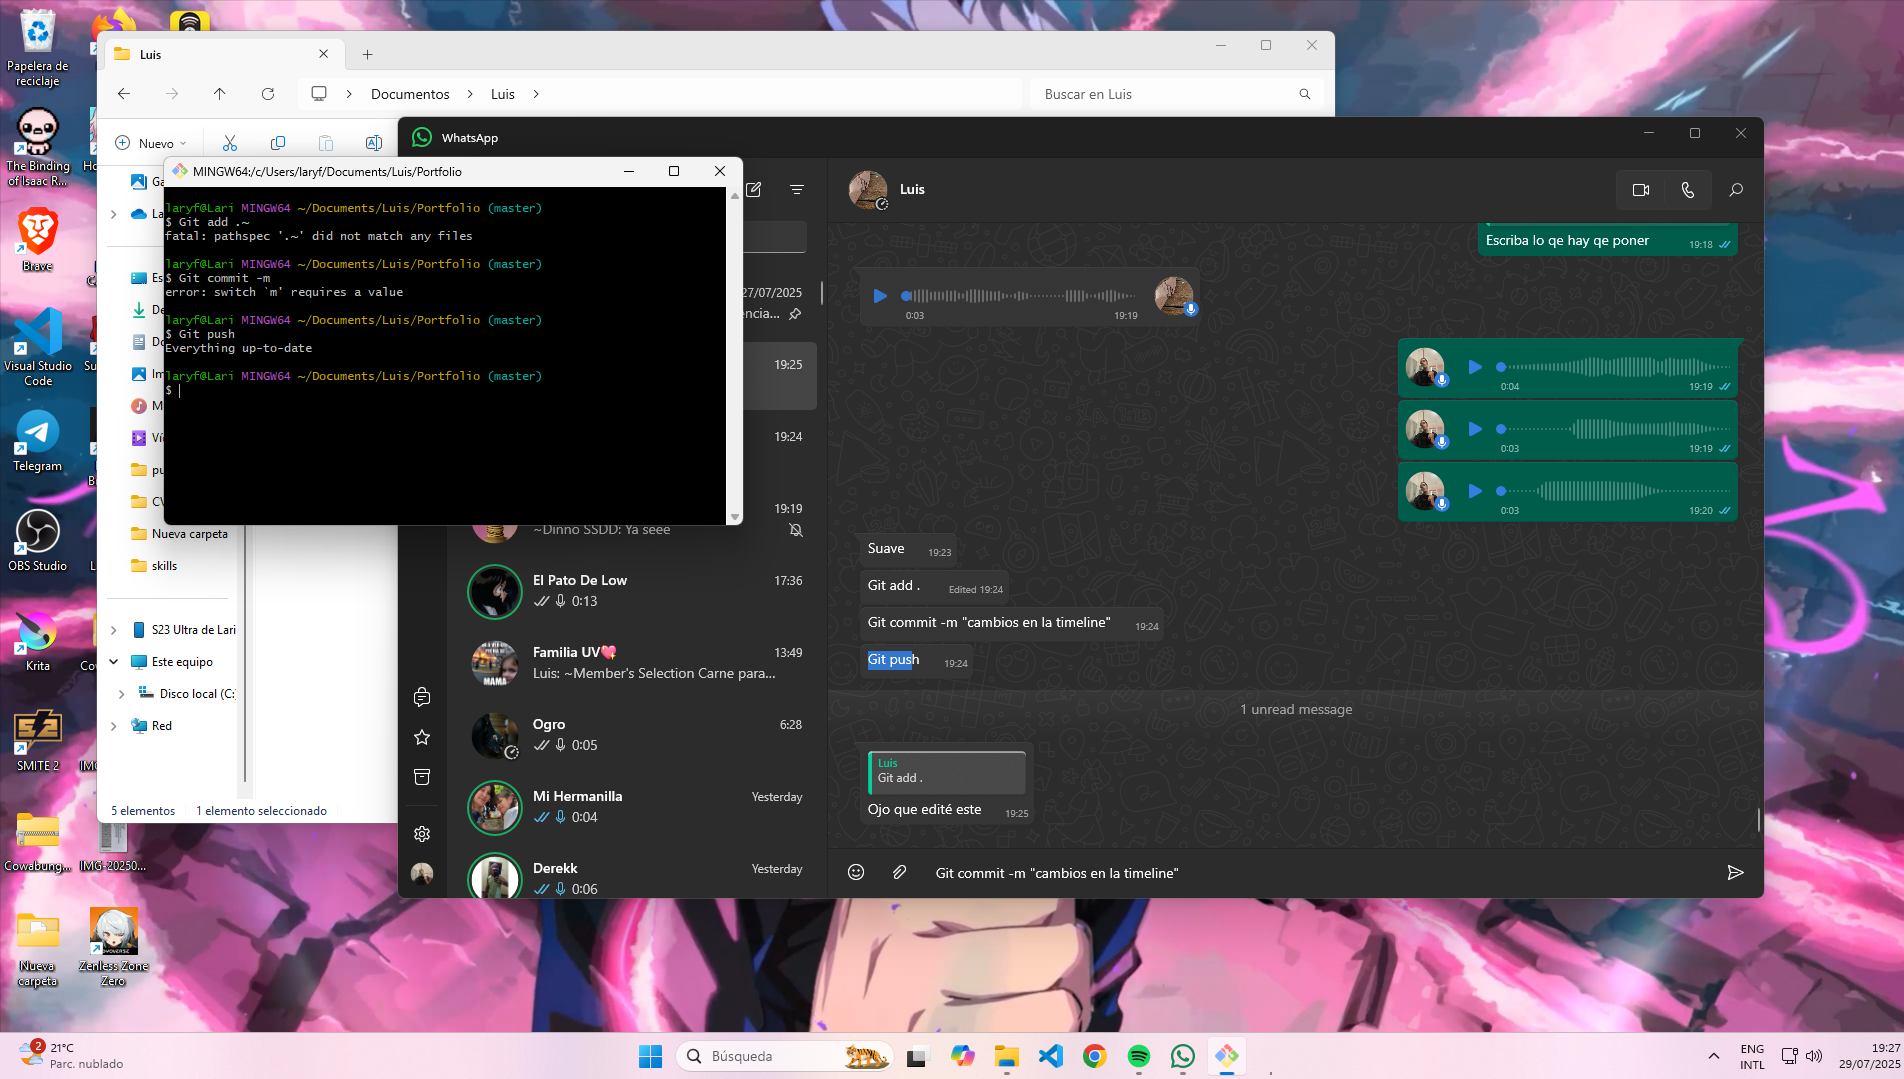 Papelera de
reciclaje
The Binding
of Isaac R...
Brave
Visual Studio
Code
Telegram
OBS Studio
Krita
SMITE 2
Cowabung...
IMG-20250...
Nueva
carpeta
Zenless Zone
Zero
Luis
Documentos
Luis
Buscar en Luis
Nuevo
Nueva carpeta
skills
S23 Ultra de Lari
Este equipo
Disco local (C:)
Red
5 elementos
1 elemento seleccionado
MINGW64:/c/Users/laryf/Documents/Luis/Portfolio
laryf@Lari MINGW64 ~/Documents/Luis/Portfolio (master)
$ Git add .~
fatal: pathspec '.~' did not match any files
laryf@Lari MINGW64 ~/Documents/Luis/Portfolio (master)
$ Git commit -m
error: switch `m' requires a value
laryf@Lari MINGW64 ~/Documents/Luis/Portfolio (master)
$ Git push
Everything up-to-date
laryf@Lari MINGW64 ~/Documents/Luis/Portfolio (master)
$
WhatsApp
27/07/2025
encia...
19:25
19:24
19:19
~Dinno SSDD: Ya seee
El Pato De Low
17:36
0:13
Familia UV💖
13:49
Luis: ~Member's Selection Carne para...
MAMA
Ogro
6:28
0:05
Mi Hermanilla
Yesterday
0:04
Derekk
Yesterday
0:06
Luis
Escriba lo qe hay qe poner
19:18
0:03
19:19
0:04
19:19
0:03
19:19
0:03
19:20
Suave
19:23
Git add .
Edited 19:24
Git commit -m "cambios en la timeline"
19:24
Git push
19:24
1 unread message
Luis
Git add .
Ojo que edité este
19:25
Git commit -m "cambios en la timeline"
2
21°C
Parc. nublado
Búsqueda
ENG
INTL
19:27
29/07/2025